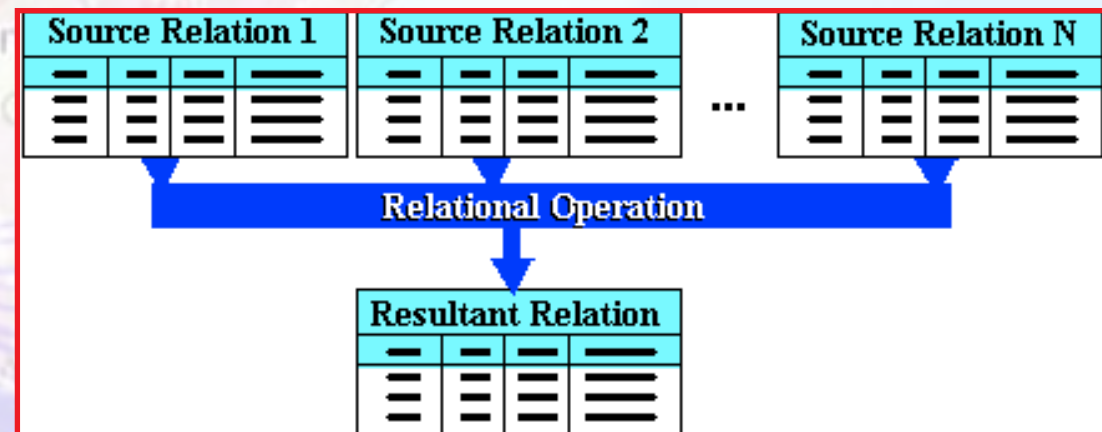 Source Relation 1
Source Relation 2
Source Relation N
...
Relational Operation
Resultant Relation